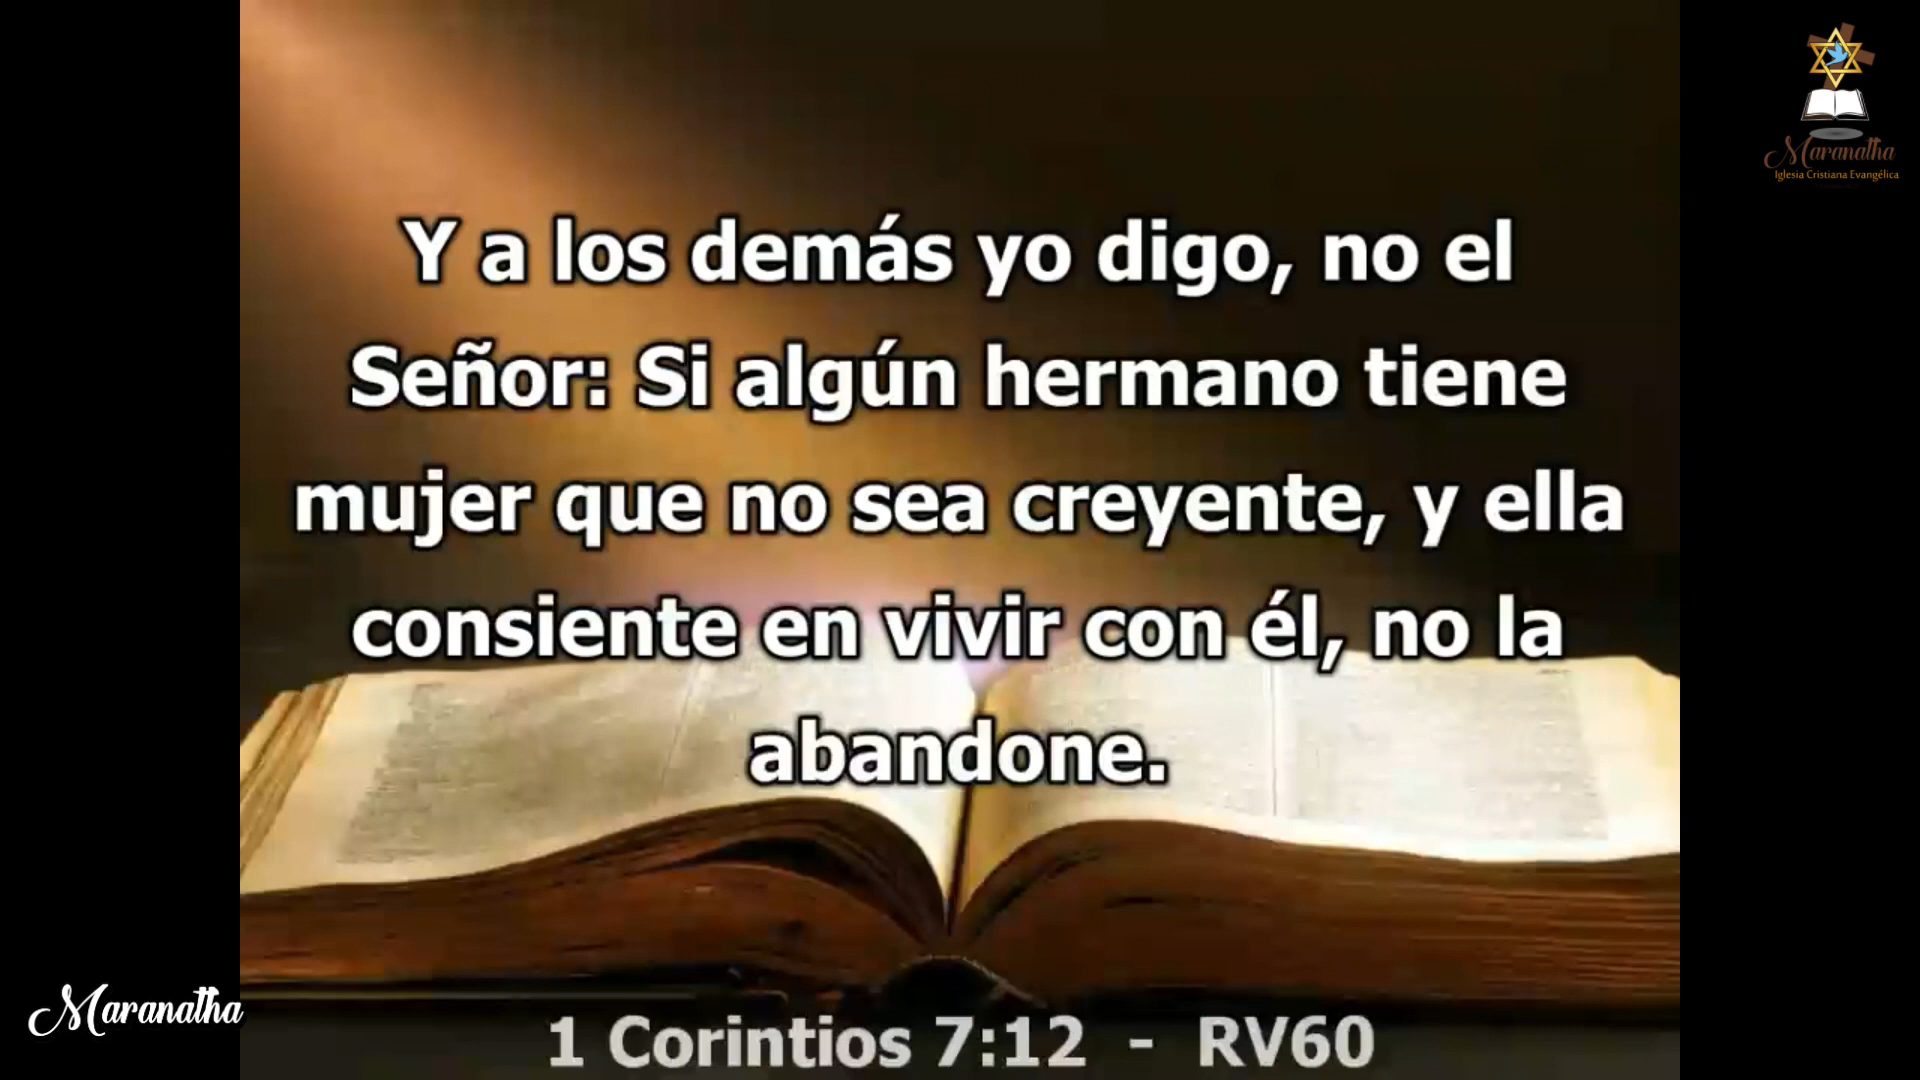 Maranatha
Iglesia Cristiana Evangélica
Y a los demás yo digo, no el
Señor: Si algún hermano tiene
mujer que no sea creyente, y ella
consiente en vivir con él, no la
abandone.
Maranatha
1 Corintios 7:12 - RV60